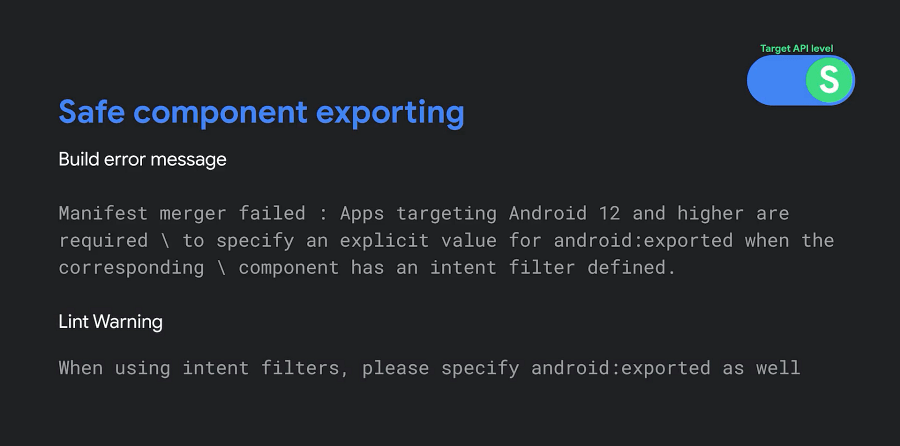 Target API level
S
Safe component exporting
Build error message
Manifest merger failed : Apps targeting Android 12 and higher are
required \ to specify an explicit value for android:exported when the
corresponding \ component has an intent filter defined.
Lint Warning
When using intent filters, please specify android:exported as well